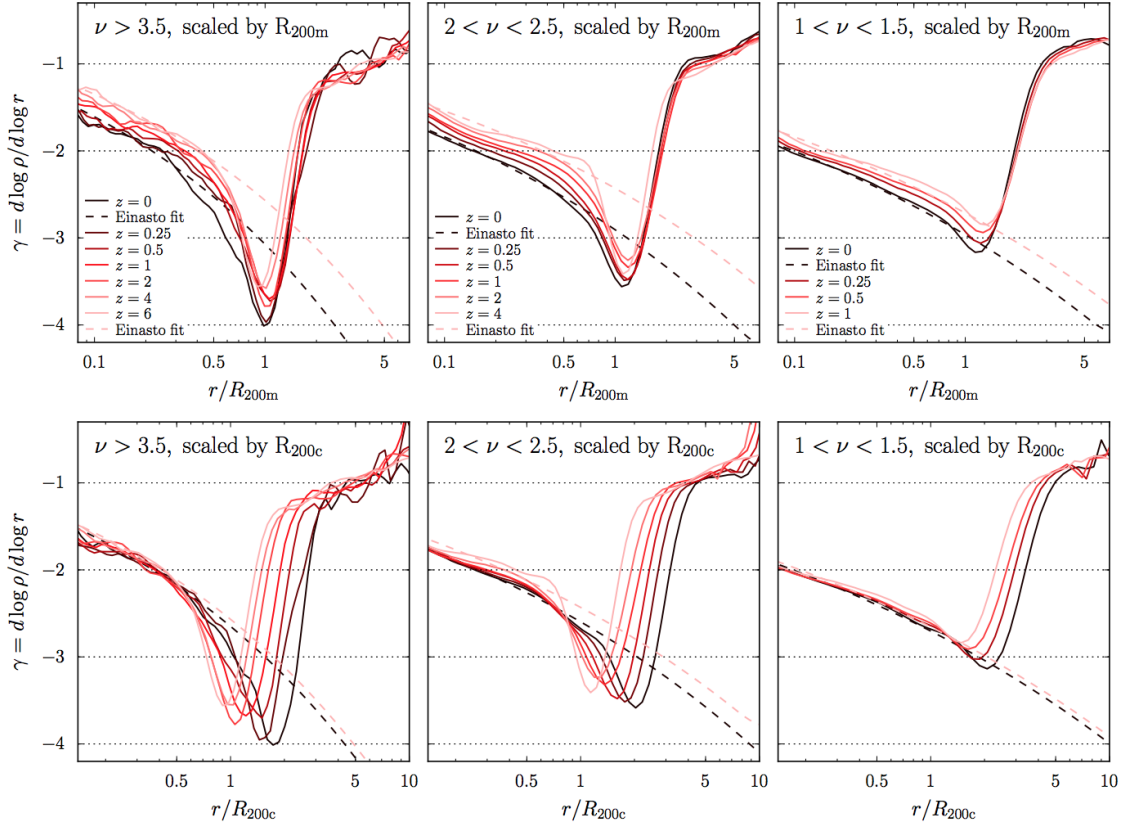 ν > 3.5, scaled by R200m
2 < ν < 2.5, scaled by R200m
1 < ν < 1.5, scaled by R200m
γ = d log ρ/d log r
−1
−2
−3
−4
z = 0
Einasto fit
z = 0.25
z = 0.5
z = 1
z = 2
z = 4
z = 6
Einasto fit
z = 0
Einasto fit
z = 0.25
z = 0.5
z = 1
z = 2
z = 4
Einasto fit
z = 0
Einasto fit
z = 0.25
z = 0.5
z = 1
Einasto fit
0.1 0.5 1 5
0.1 0.5 1 5
0.1 0.5 1 5
r/R200m
r/R200m
r/R200m
ν > 3.5, scaled by R200c
2 < ν < 2.5, scaled by R200c
1 < ν < 1.5, scaled by R200c
γ = d log ρ/d log r
−1
−2
−3
−4
0.5 1 5 10
0.5 1 5 10
0.5 1 5 10
r/R200c
r/R200c
r/R200c